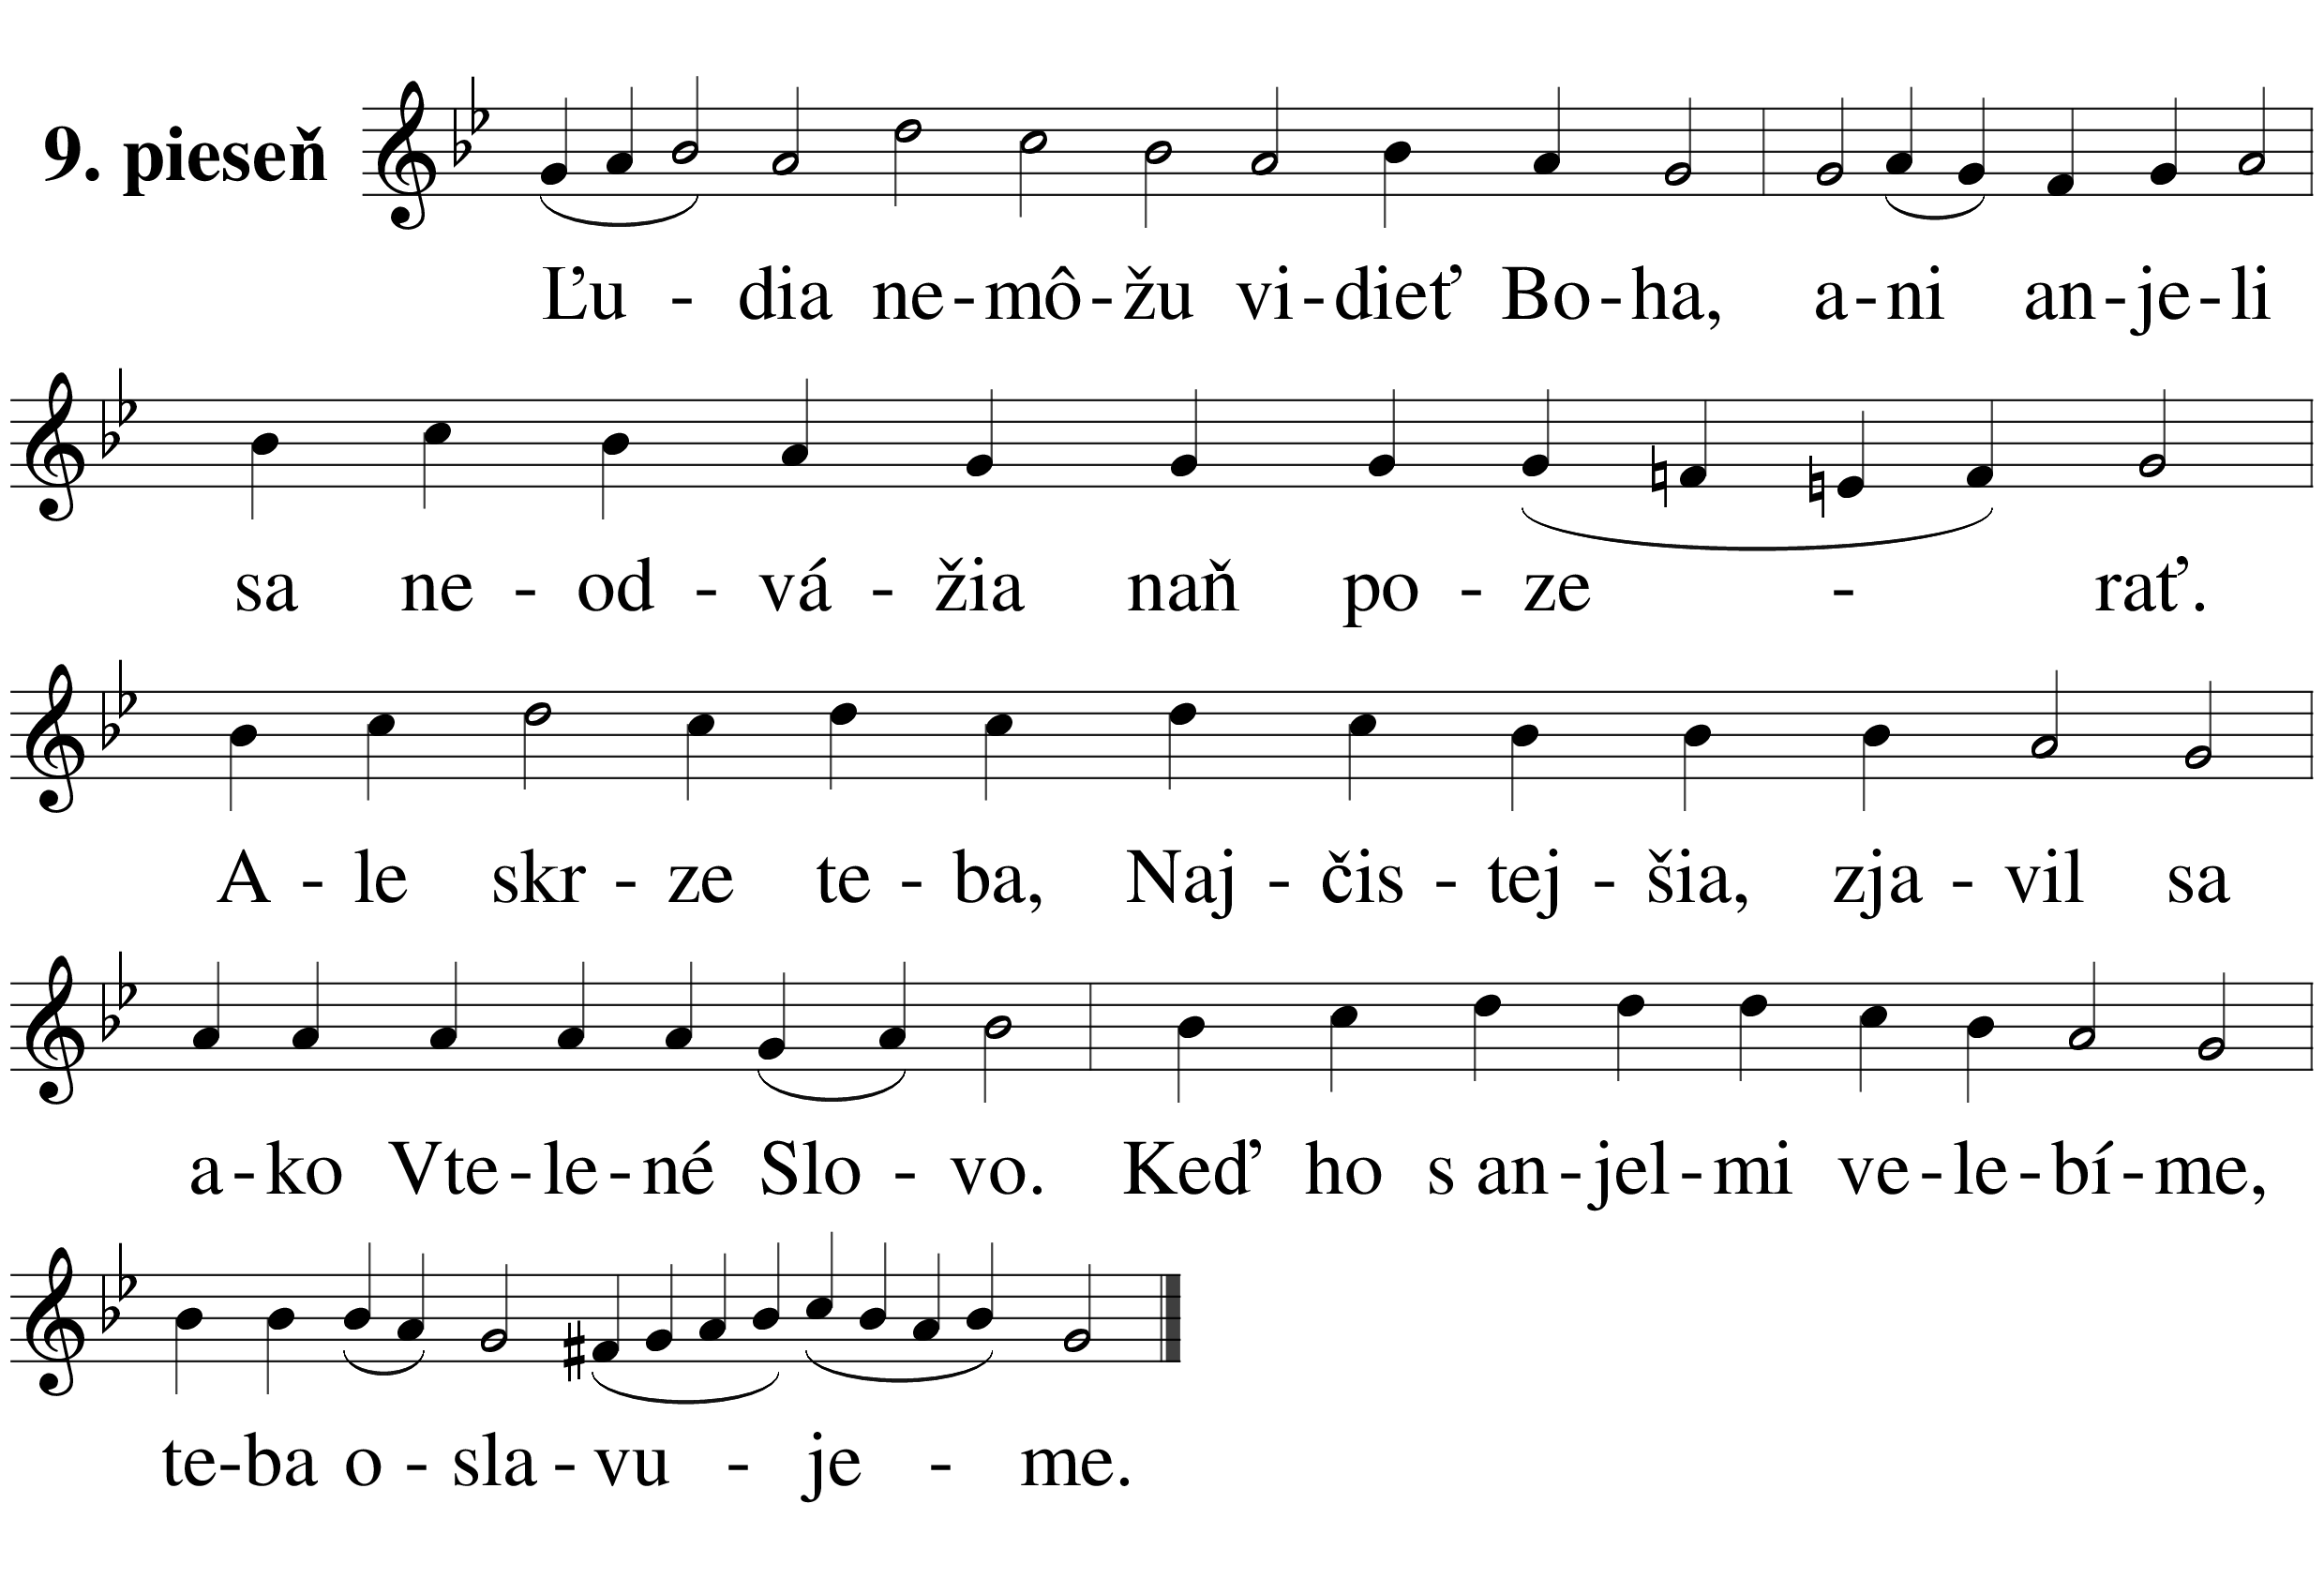 9. pieseň
Ľu - dia ne - mô - žu vi - dieť Bo - ha, a - ni an - je - li
sa ne - od - vá - žia naň po - ze - rať.
A - le skr - ze te - ba, Naj - čis - tej - šia, zja - vil sa
a - ko Vte - le - né Slo - vo. Keď ho s an - jel - mi ve - le - bí - me,
te - ba o - sla - vu - je - me.